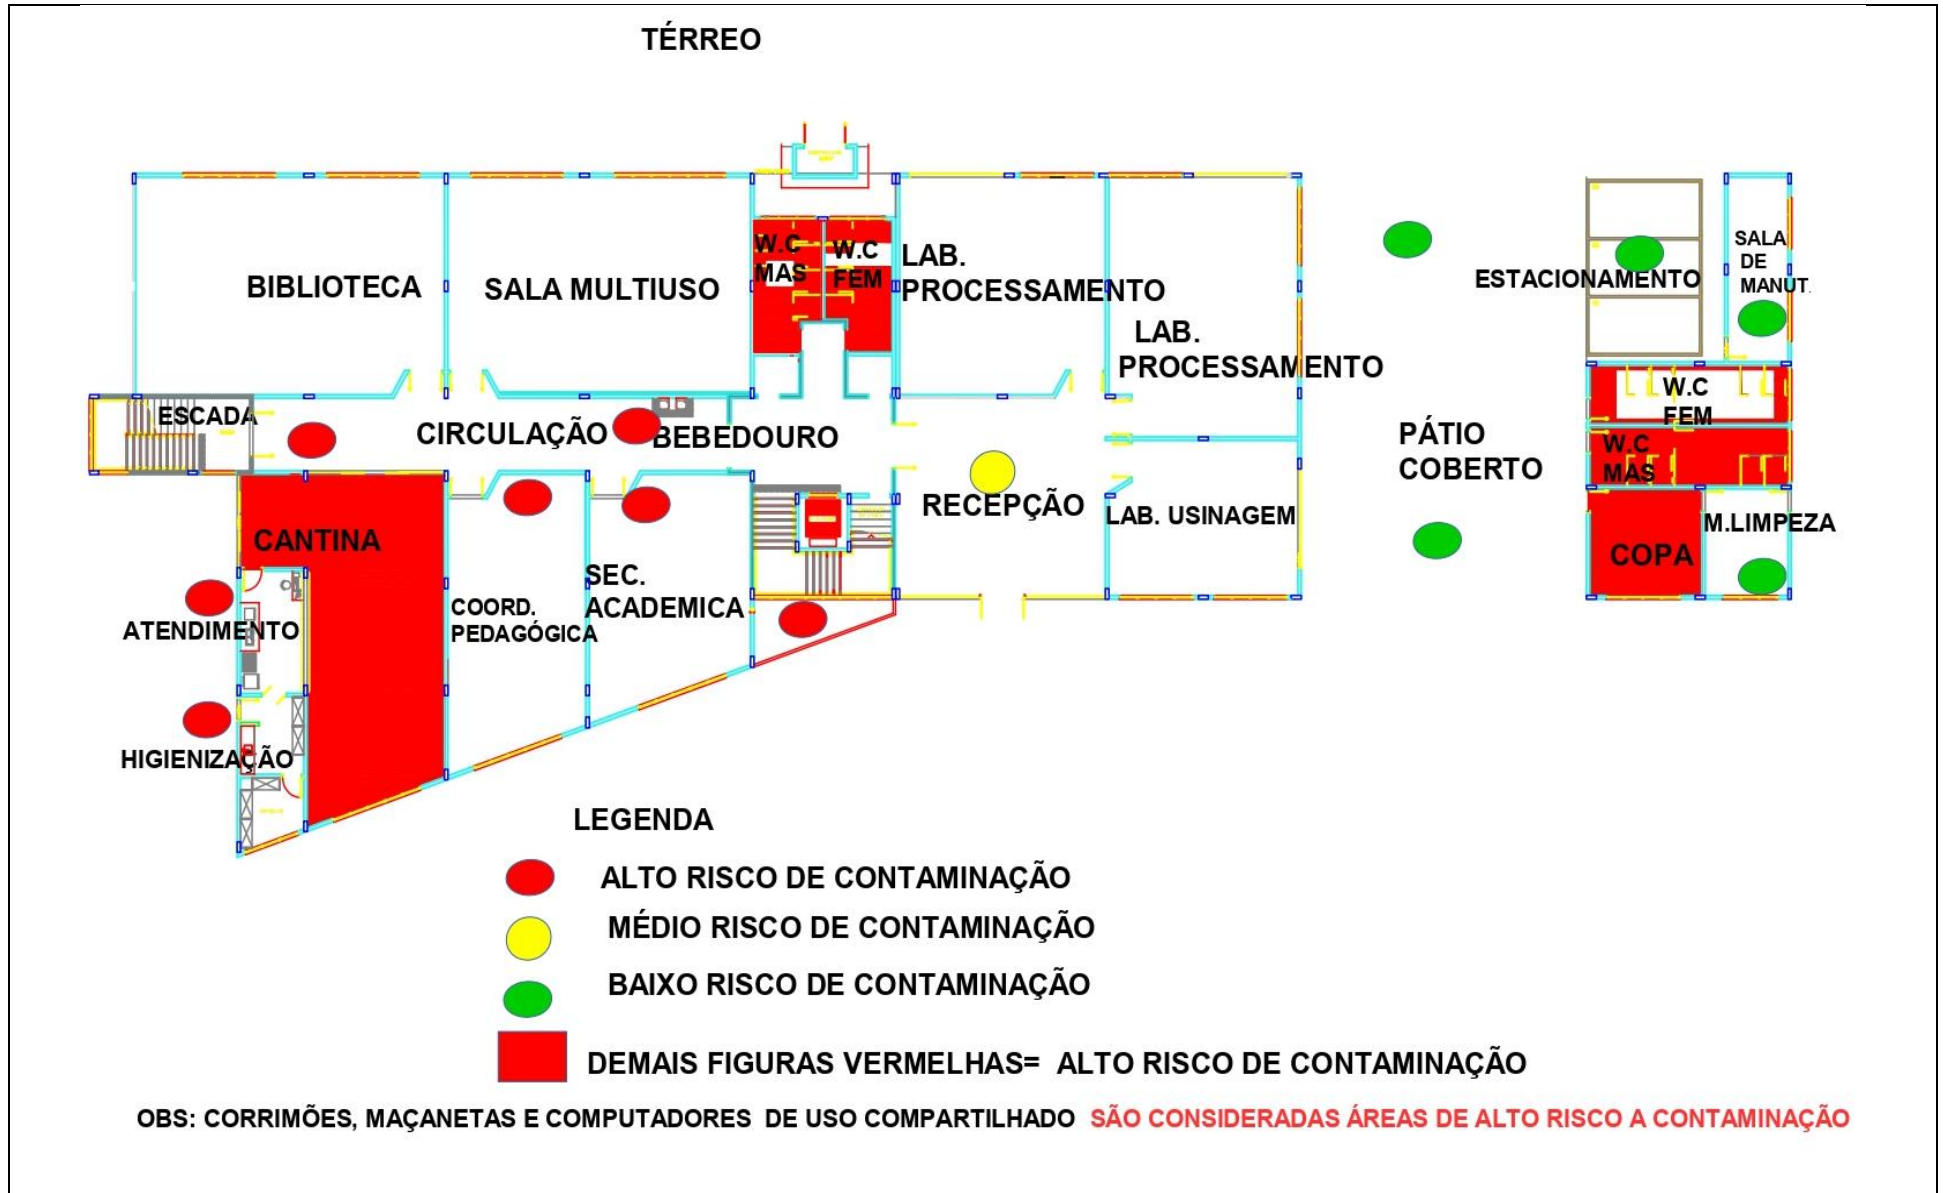 TÉRREO
BIBLIOTECA
SALA MULTIUSO
W.C
MAS
W.C
FEM
LAB.
PROCESSAMENTO
LAB.
PROCESSAMENTO
ESTACIONAMENTO
SALA
DE
MANUT.
ESCADA
CIRCULAÇÃO
BEBEDOURO
RECEPÇÃO
LAB. USINAGEM
PÁTIO
COBERTO
W.C
FEM
W.C
MAS
COPA
M.LIMPEZA
CANTINA
ATENDIMENTO
HIGIENIZAÇÃO
COORD.
PEDAGÓGICA
SEC.
ACADEMICA
LEGENDA
ALTO RISCO DE CONTAMINAÇÃO
MÉDIO RISCO DE CONTAMINAÇÃO
BAIXO RISCO DE CONTAMINAÇÃO
DEMAIS FIGURAS VERMELHAS= ALTO RISCO DE CONTAMINAÇÃO
OBS: CORRIMÕES, MAÇANETAS E COMPUTADORES DE USO COMPARTILHADO SÃO CONSIDERADAS ÁREAS DE ALTO RISCO A CONTAMINAÇÃO